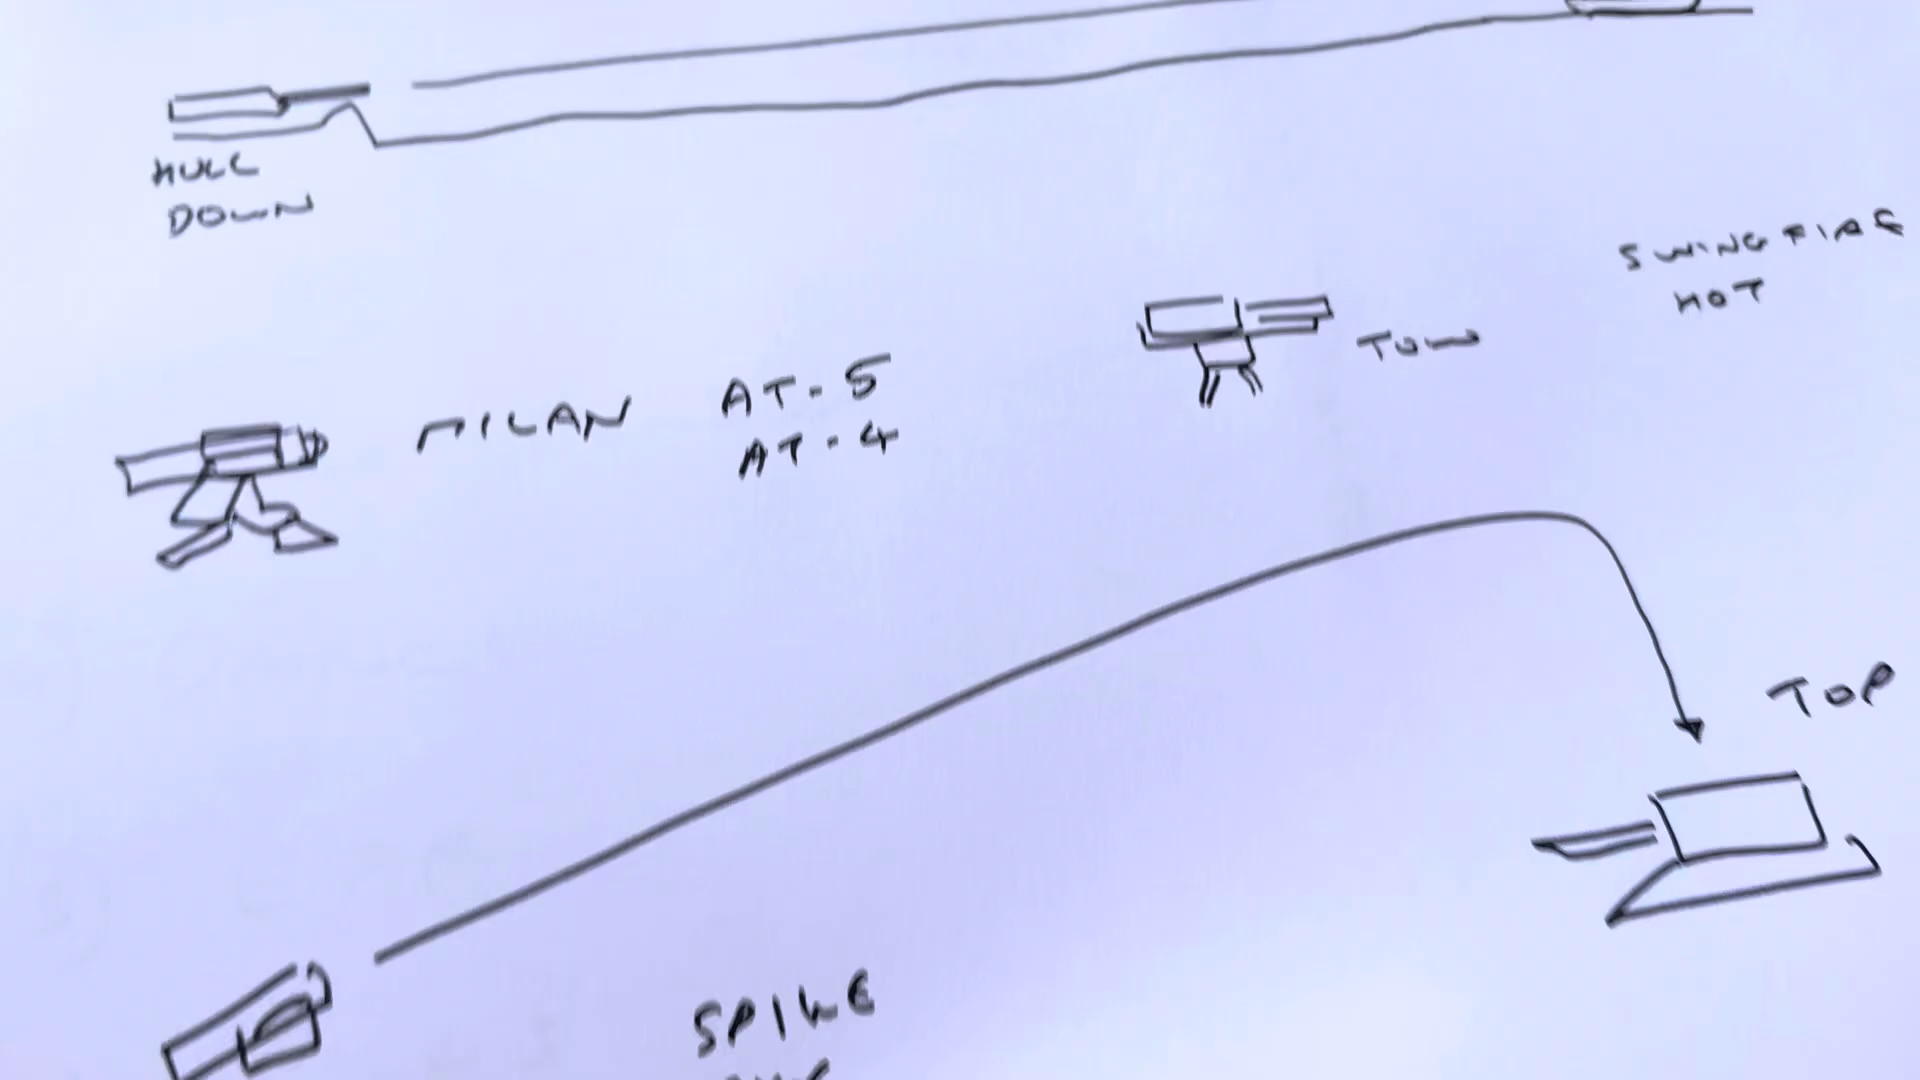 HULL
DOWN
SWINGFIRE
HOT
TOW
MILAN AT-5
AT-4
TOP
SPIKE